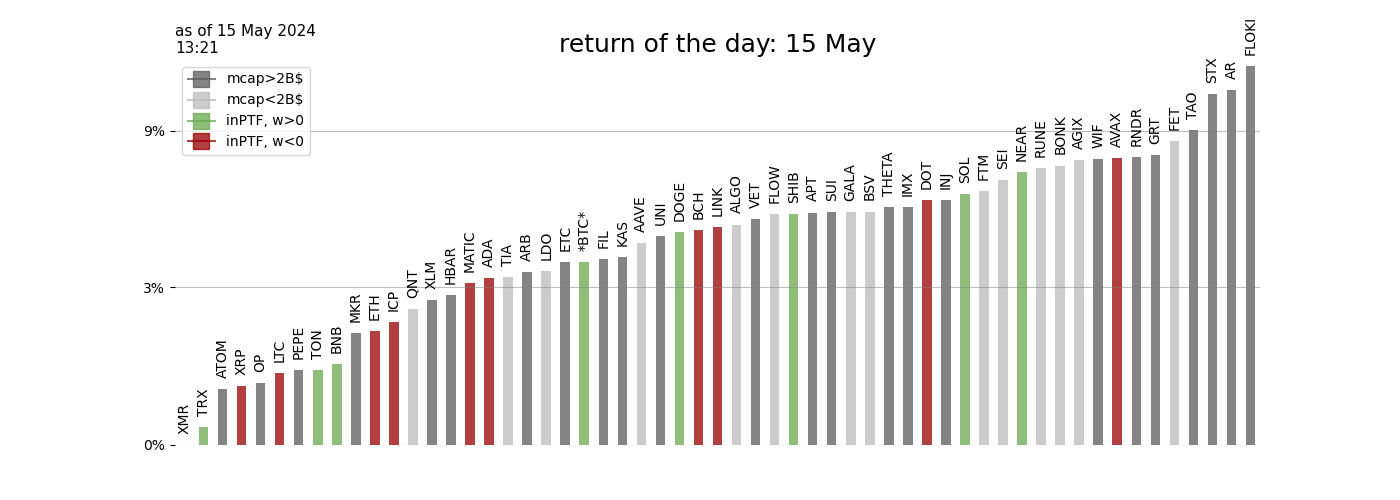 as of 15 May 2024
13:21
return of the day: 15 May
mcap>2B$
mcap<2B$
inPTF, w>0
inPTF, w<0
9%
3%
0%
XMR
TRX
ATOM
XRP
OP
LTC
PEPE
TON
BNB
MKR
ETH
ICP
QNT
XLM
HBAR
MATIC
ADA
TIA
ARB
LDO
ETC
*BTC*
FIL
KAS
AAVE
UNI
DOGE
BCH
LINK
ALGO
VET
FLOW
SHIB
APT
SUI
GALA
BSV
THETA
IMX
DOT
INJ
SOL
FTM
SEI
NEAR
RUNE
BONK
AGIX
WIF
AVAX
RNDR
GRT
FET
TAO
STX
AR
FLOKI